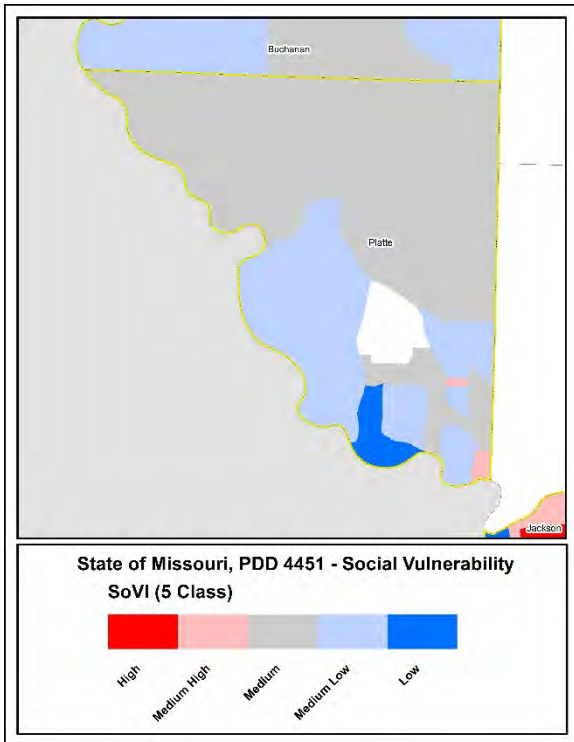 Buchanan
Platte
Jackson
State of Missouri, PDD 4451 - Social Vulnerability
SoVI (5 Class)
High
Medium High
Medium
Medium Low
Low